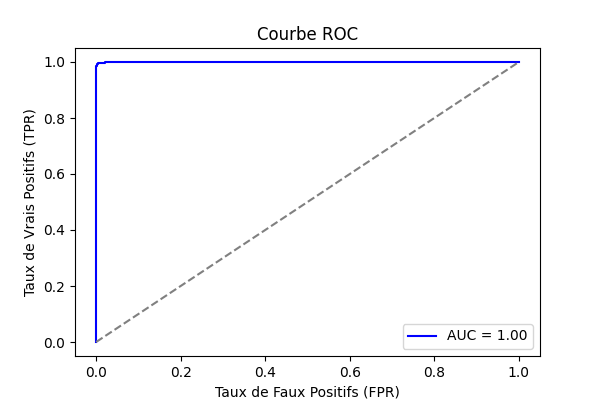 Courbe ROC
Taux de Vrais Positifs (TPR)
1.0
0.8
0.6
0.4
0.2
0.0
AUC = 1.00
0.0 0.2 0.4 0.6 0.8 1.0
Taux de Faux Positifs (FPR)